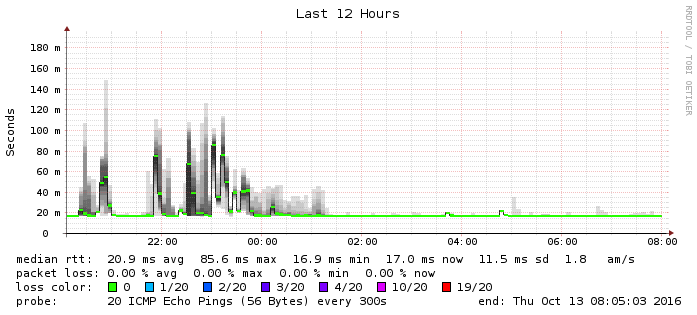 Last 12 Hours
RRDTOOL / TOBI OETIKER
Seconds
180 m
160 m
140 m
120 m
100 m
80 m
60 m
40 m
20 m
0
22:00 00:00 02:00 04:00 06:00 08:00
median rtt: 20.9 ms avg 85.6 ms max 16.9 ms min 17.0 ms now 11.5 ms sd 1.8 am/s
packet loss: 0.00 % avg 0.00 % max 0.00 % min 0.00 % now
loss color: 0 1/20 2/20 3/20 4/20 10/20 19/20
probe: 20 ICMP Echo Pings (56 Bytes) every 300s end: Thu Oct 13 08:05:03 2016